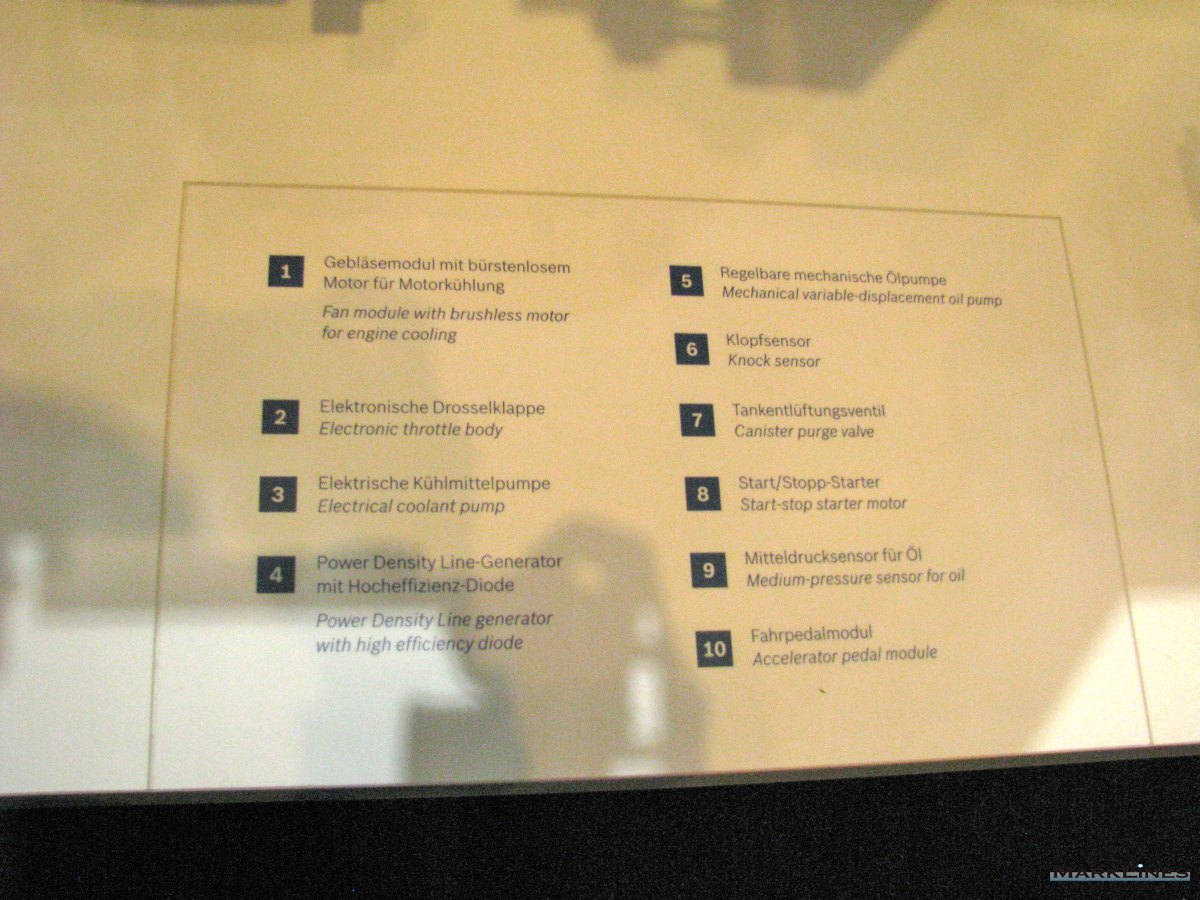 1
Gebläsemodul mit bürstenlosem
Motor für Motorkühlung
Fan module with brushless motor
for engine cooling
2
Elektronische Drosselklappe
Electronic throttle body
3
Elektrische Kühlmittelpumpe
Electrical coolant pump
4
Power Density Line-Generator
mit Hocheffizienz-Diode
Power Density Line generator
with high efficiency diode
5
Regelbare mechanische Ölpumpe
Mechanical variable-displacement oil pump
6
Klopfsensor
Knock sensor
7
Tankentlüftungsventil
Canister purge valve
8
Start/Stopp-Starter
Start-stop starter motor
9
Mitteldrucksensor für Öl
Medium-pressure sensor for oil
10
Fahrpedalmodul
Accelerator pedal module
MARKLINES